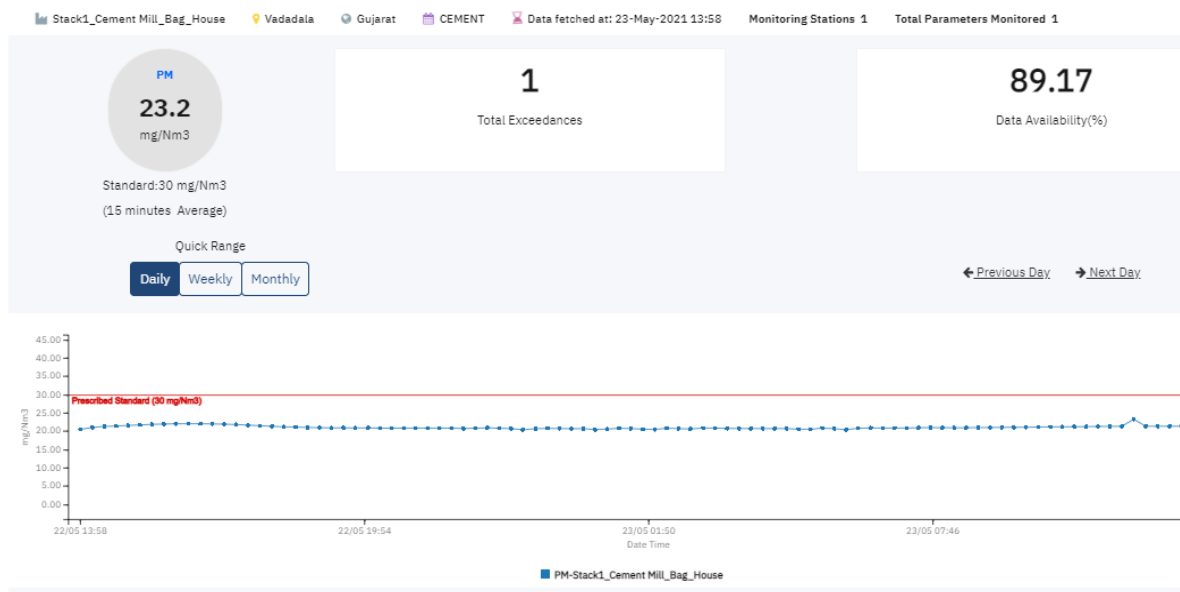 Stack1_Cement Mill_Bag_House Vadadala Gujarat CEMENT Data fetched at: 23-May-2021 13:58 Monitoring Stations 1 Total Parameters Monitored 1
PM
23.2
mg/Nm3
Standard:30 mg/Nm3
(15 minutes Average)
1
Total Exceedances
89.17
Data Availability(%)
Quick Range
Daily Weekly Monthly
Previous Day Next Day
45.00
40.00
35.00
30.00
25.00
20.00
15.00
10.00
5.00
0.00
mg/Nm3
Prescribed Standard (30 mg/Nm3)
22/05 13:58 22/05 19:54 23/05 01:50 23/05 07:46
Date Time
PM-Stack1_Cement Mill_Bag_House